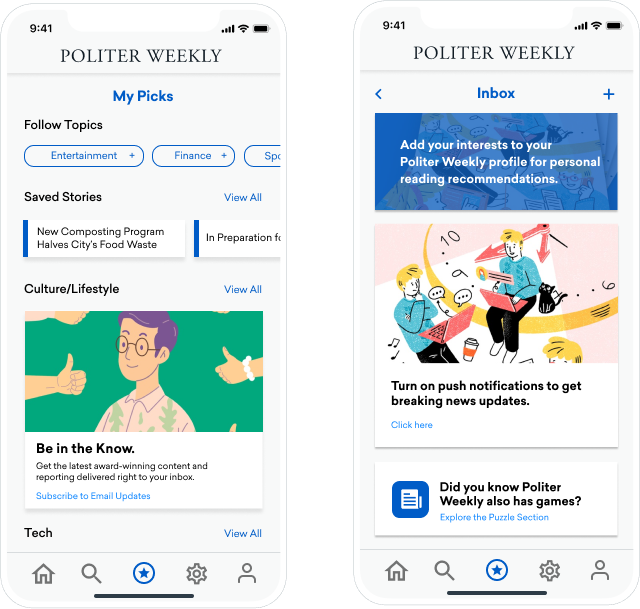 9:41
POLITER WEEKLY
My Picks
Follow Topics
Entertainment +
Finance +
Spo
Saved Stories
View All
New Composting Program
Halves City's Food Waste
In Preparation fo
Culture/Lifestyle
View All
Be in the Know.
Get the latest award-winning content and
reporting delivered right to your inbox.
Subscribe to Email Updates
Tech
View All
9:41
POLITER WEEKLY
Inbox
Add your interests to your
Politer Weekly profile for personal
reading recommendations.
10
9
Turn on push notifications to get
breaking news updates.
Click here
Did you know Politer
Weekly also has games?
Explore the Puzzle Section